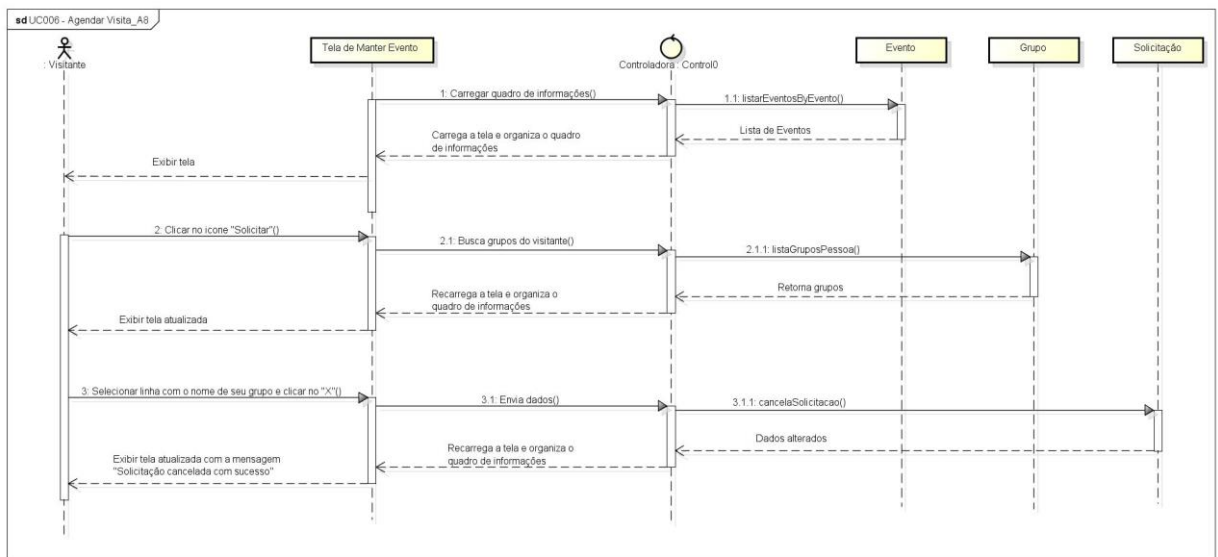 sd UC006 - Agendar Visita_A8
: Visitante
Tela de Manter Evento
Controladora : Control0
Evento
Grupo
Solicitação
1: Carregar quadro de informações()
1.1: listarEventosByEvento()
Lista de Eventos
Carrega a tela e organiza o quadro
de informações
Exibir tela
2: Clicar no icone "Solicitar"()
2.1: Busca grupos do visitante()
2.1.1: listaGruposPessoa()
Retorna grupos
Recarrega a tela e organiza o
quadro de informações
Exibir tela atualizada
3: Selecionar linha com o nome de seu grupo e clicar no "X"()
3.1: Envia dados()
3.1.1: cancelaSolicitacao()
Dados alterados
Recarrega a tela e organiza o
quadro de informações
Exibir tela atualizada com a mensagem
"Solicitação cancelada com sucesso"